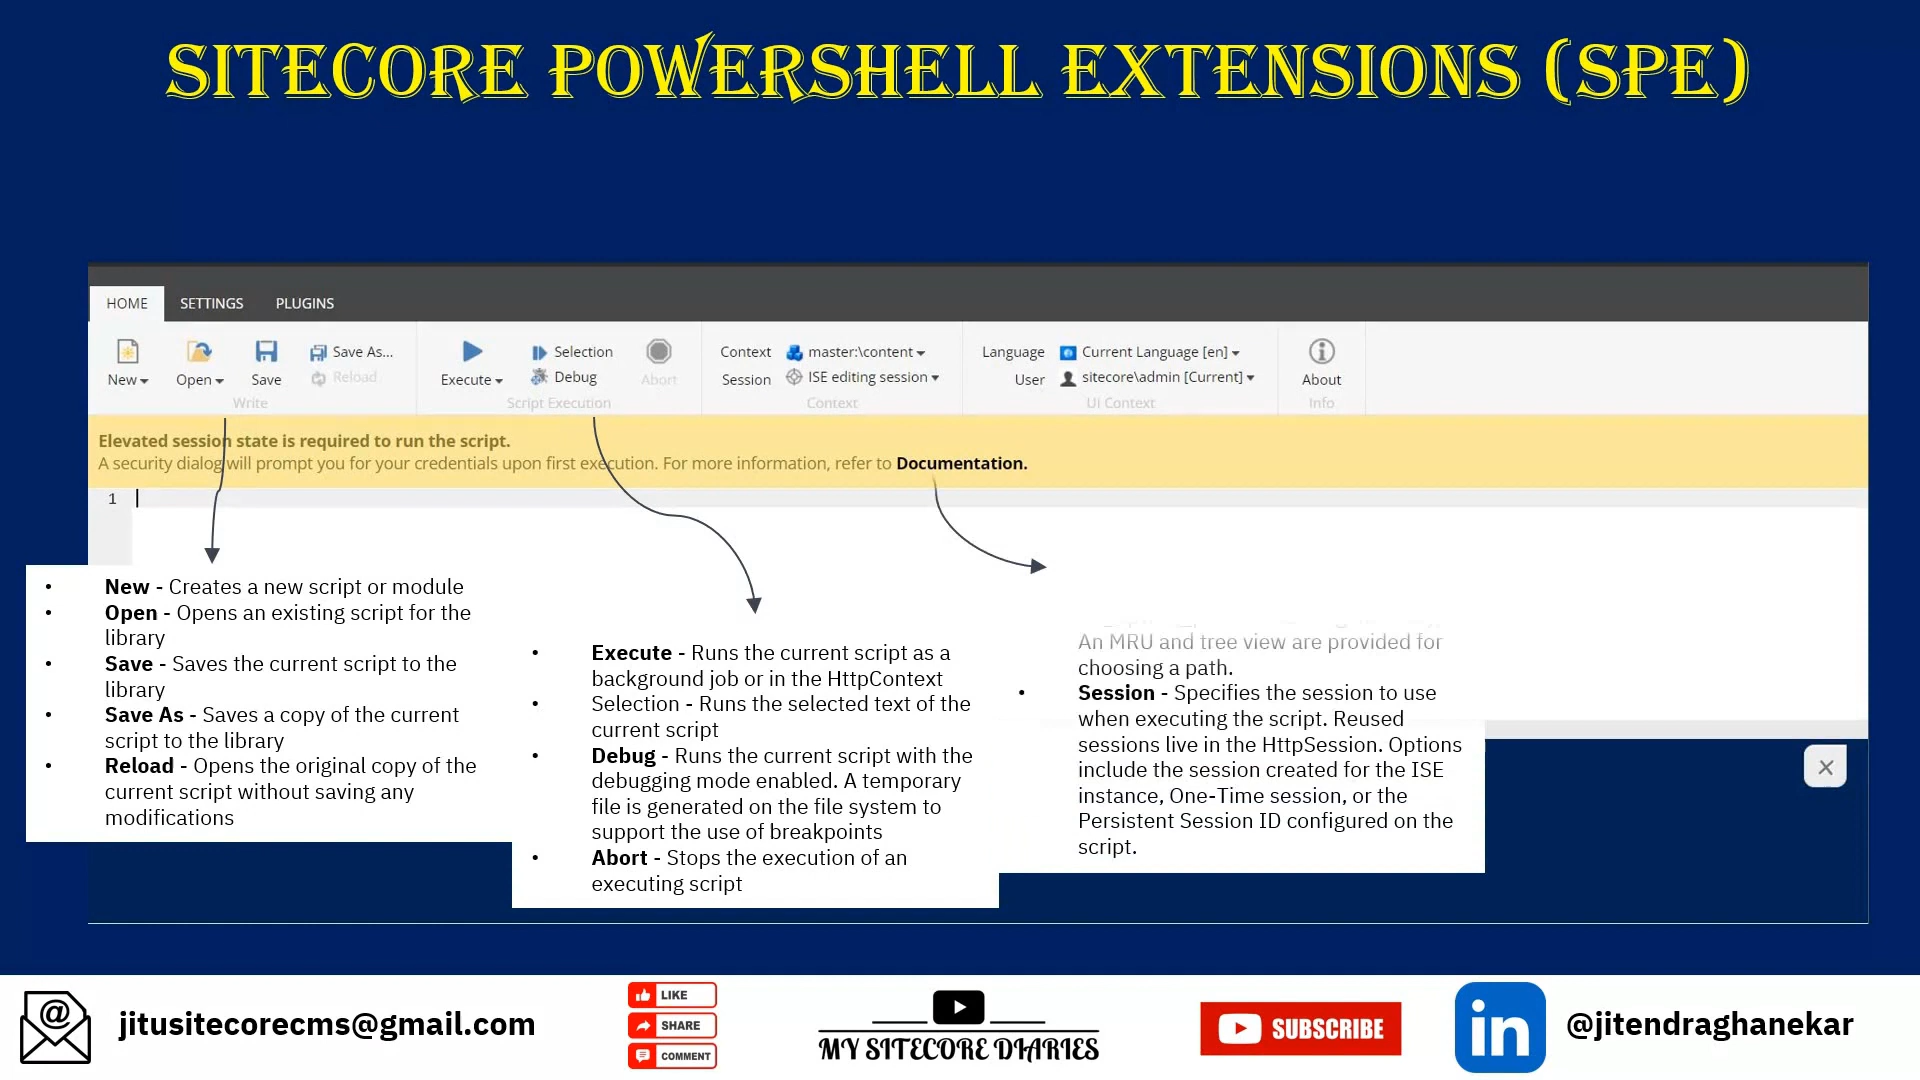 SITECORE POWERSHELL EXTENSIONS (SPE)
HOME SETTINGS PLUGINS
New Open Save Save As... Reload
Write
Execute Selection Debug Abort
Script Execution
Context master:\content
Session ISE editing session
Context
Language Current Language [en]
User sitecore\admin [Current]
UI Context
About
Info
Elevated session state is required to run the script.
A security dialog will prompt you for your credentials upon first execution. For more information, refer to Documentation.
1
• New - Creates a new script or module
• Open - Opens an existing script for the
library
• Save - Saves the current script to the
library
• Save As - Saves a copy of the current
script to the library
• Reload - Opens the original copy of the
current script without saving any
modifications
• Execute - Runs the current script as a
background job or in the HttpContext
• Selection - Runs the selected text of the
current script
• Debug - Runs the current script with the
debugging mode enabled. A temporary
file is generated on the file system to
support the use of breakpoints
• Abort - Stops the execution of an
executing script
An MRU and tree view are provided for
choosing a path.
• Session - Specifies the session to use
when executing the script. Reused
sessions live in the HttpSession. Options
include the session created for the ISE
instance, One-Time session, or the
Persistent Session ID configured on the
script.
jitusitecorecms@gmail.com
LIKE
SHARE
COMMENT
MY SITECORE DIARIES
SUBSCRIBE
in
@jitendraghanekar